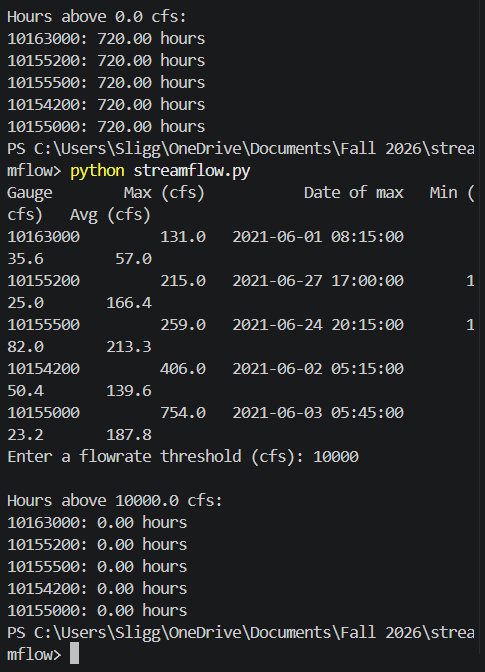 Hours above 0.0 cfs:
10163000: 720.00 hours
10155200: 720.00 hours
10155500: 720.00 hours
10154200: 720.00 hours
10155000: 720.00 hours
PS C:\Users\Sligg\OneDrive\Documents\Fall 2026\strea
mflow> python streamflow.py
Gauge        Max (cfs)           Date of max   Min (
cfs)   Avg (cfs)
10163000         131.0   2021-06-01 08:15:00
35.6       57.0
10155200         215.0   2021-06-27 17:00:00       1
25.0      166.4
10155500         259.0   2021-06-24 20:15:00       1
82.0      213.3
10154200         406.0   2021-06-02 05:15:00
50.4      139.6
10155000         754.0   2021-06-03 05:45:00
23.2      187.8
Enter a flowrate threshold (cfs): 10000

Hours above 10000.0 cfs:
10163000: 0.00 hours
10155200: 0.00 hours
10155500: 0.00 hours
10154200: 0.00 hours
10155000: 0.00 hours
PS C:\Users\Sligg\OneDrive\Documents\Fall 2026\strea
mflow>